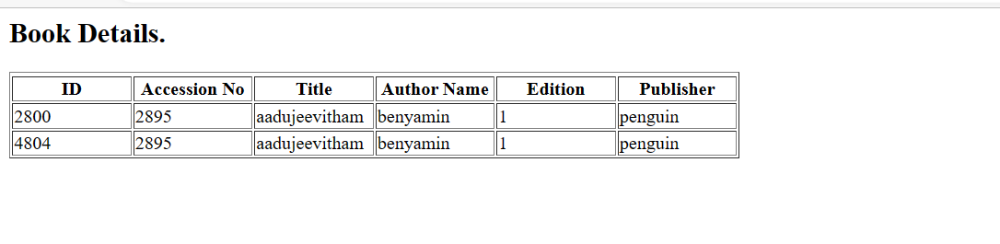 Book Details.
ID Accession No Title Author Name Edition Publisher
2800 2895 aadujeevitham benyamin 1 penguin
4804 2895 aadujeevitham benyamin 1 penguin